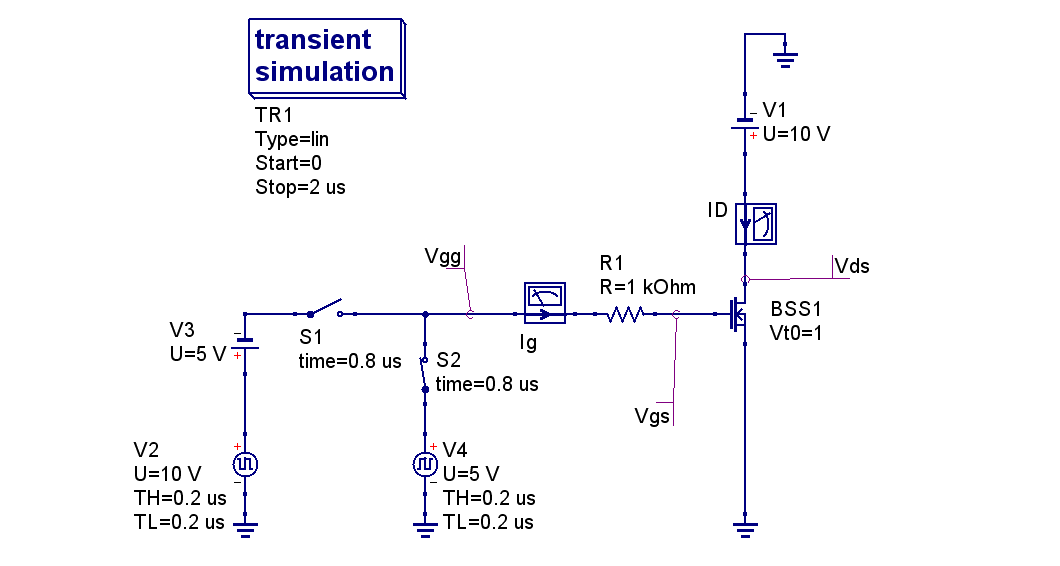 transient
simulation
TR1
Type=lin
Start=0
Stop=2 us
V1
U=10 V
ID
Vds
Vgg
R1
R=1 kOhm
BSS1
Vt0=1
Ig
Vgs
V3
U=5 V
S1
time=0.8 us
S2
time=0.8 us
V2
U=10 V
TH=0.2 us
TL=0.2 us
V4
U=5 V
TH=0.2 us
TL=0.2 us